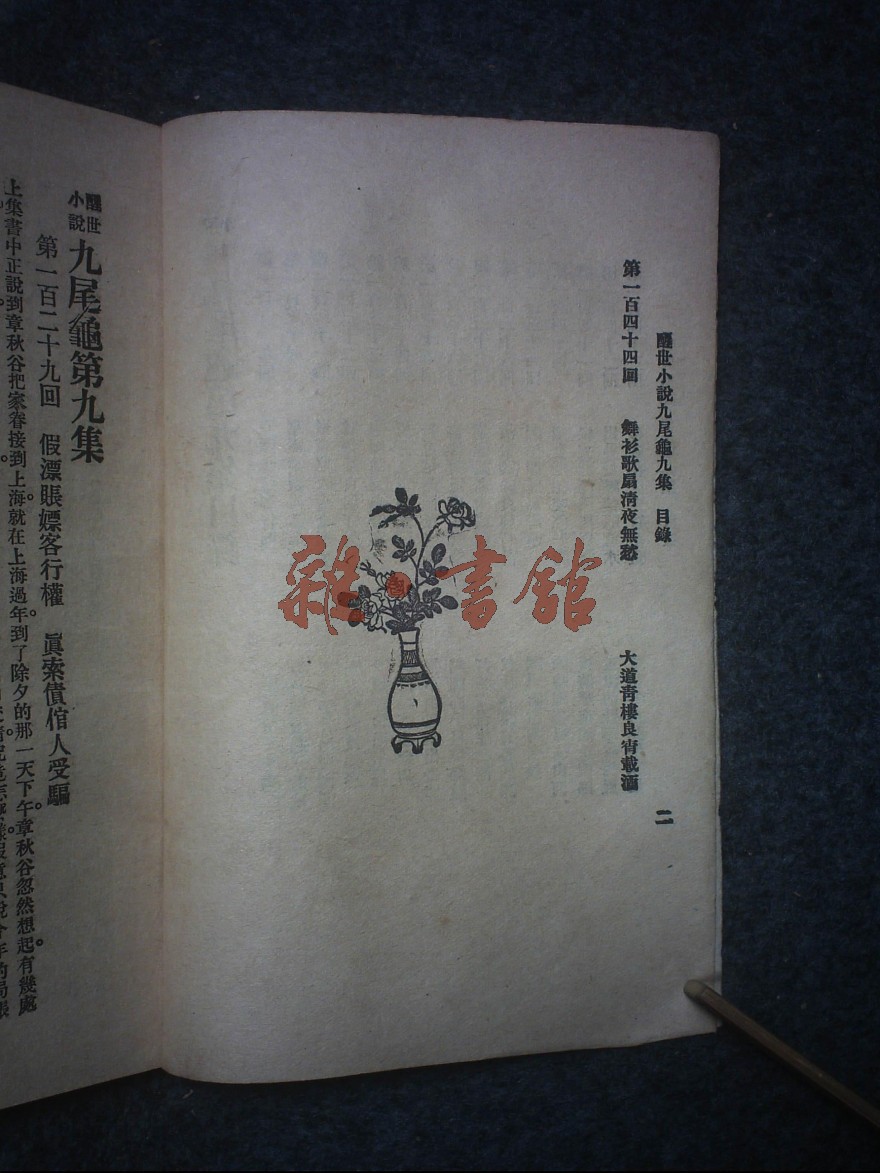 醒世小說九尾龜九集　目錄　二
第一百四十四回　舞衫歌扇清夜無愁　大道青樓良宵載酒
雜書館
醒世小說　九尾龜第九集
第一百二十九回　假漂賬嫖客行權　眞索債倌人受騙
上集書中正說到章秋谷把家眷接到上海。就在上海過年。到了除夕的那一天下午。章秋谷忽然想起有幾處